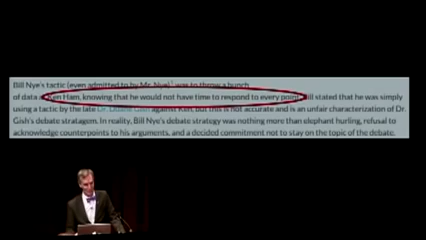 Bill Nye's tactic (even admitted to by Mr. Nye)¹ was to throw a bunch
of data at Ken Ham, knowing that he would not have time to respond to every point. Bill stated that he was simply
using a tactic by the late Dr. Duane Gish against Ken, but this is not accurate and is an unfair characterization of Dr.
Gish's debate stratagem. In reality, Bill Nye's debate strategy was nothing more than elephant hurling, refusal to
acknowledge counterpoints to his arguments, and a decided commitment not to stay on the topic of the debate.